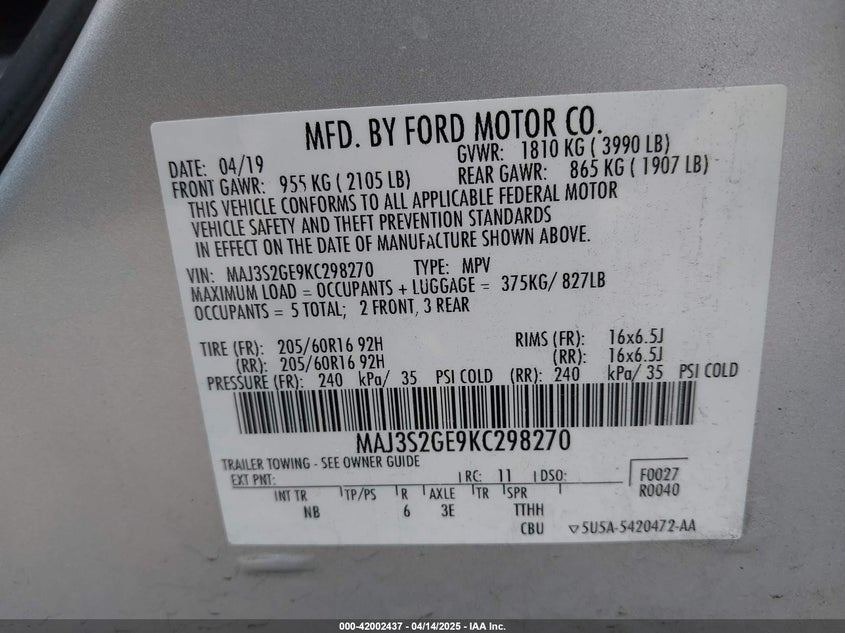 MFD. BY FORD MOTOR CO.
DATE: 04/19 GVWR: 1810 KG ( 3990 LB)
FRONT GAWR: 955 KG ( 2105 LB) REAR GAWR: 865 KG ( 1907 LB)
THIS VEHICLE CONFORMS TO ALL APPLICABLE FEDERAL MOTOR
VEHICLE SAFETY AND THEFT PREVENTION STANDARDS
IN EFFECT ON THE DATE OF MANUFACTURE SHOWN ABOVE.
VIN: MAJ3S2GE9KC298270 TYPE: MPV
MAXIMUM LOAD = OCCUPANTS + LUGGAGE = 375KG/ 827LB
OCCUPANTS = 5 TOTAL; 2 FRONT, 3 REAR
TIRE (FR): 205/60R16 92H RIMS (FR): 16x6.5J
(RR): 205/60R16 92H (RR): 16x6.5J
PRESSURE (FR): 240 kPa/ 35 PSI COLD (RR): 240 kPa/ 35 PSI COLD
MAJ3S2GE9KC298270
TRAILER TOWING - SEE OWNER GUIDE
EXT PNT: RC: 11 DSO: F0027
R0040
INT TR TP/PS R AXLE TR SPR
NB 6 3E TTHH
CBU 5U5A-5420472-AA
000-42002437 - 04/14/2025 - IAA Inc.